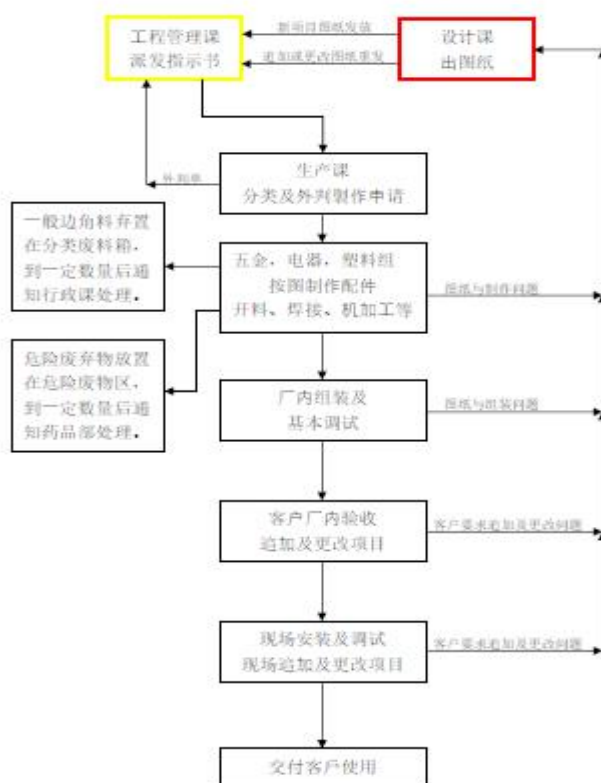 工程管理课
派发指示书
新项目图纸发放
追加或更改图纸重发
设计课
出图纸
生产课
分类及外判製作申请
外判单
一般边角料弃置
在分类废料箱，
到一定数量后通
知行政课处理。
五金，电器，塑料组
按图制作配件
开料、焊接、机加工等
图纸与制作问题
危险废弃物放置
在危险废物区，
到一定数量后通
知药品部处理。
厂内组装及
基本调试
图纸与组装问题
客户厂内验收
追加及更改项目
客户要求追加及更改问题
现场安装及调试
现场追加及更改项目
客户要求追加及更改问题
交付客戶使用